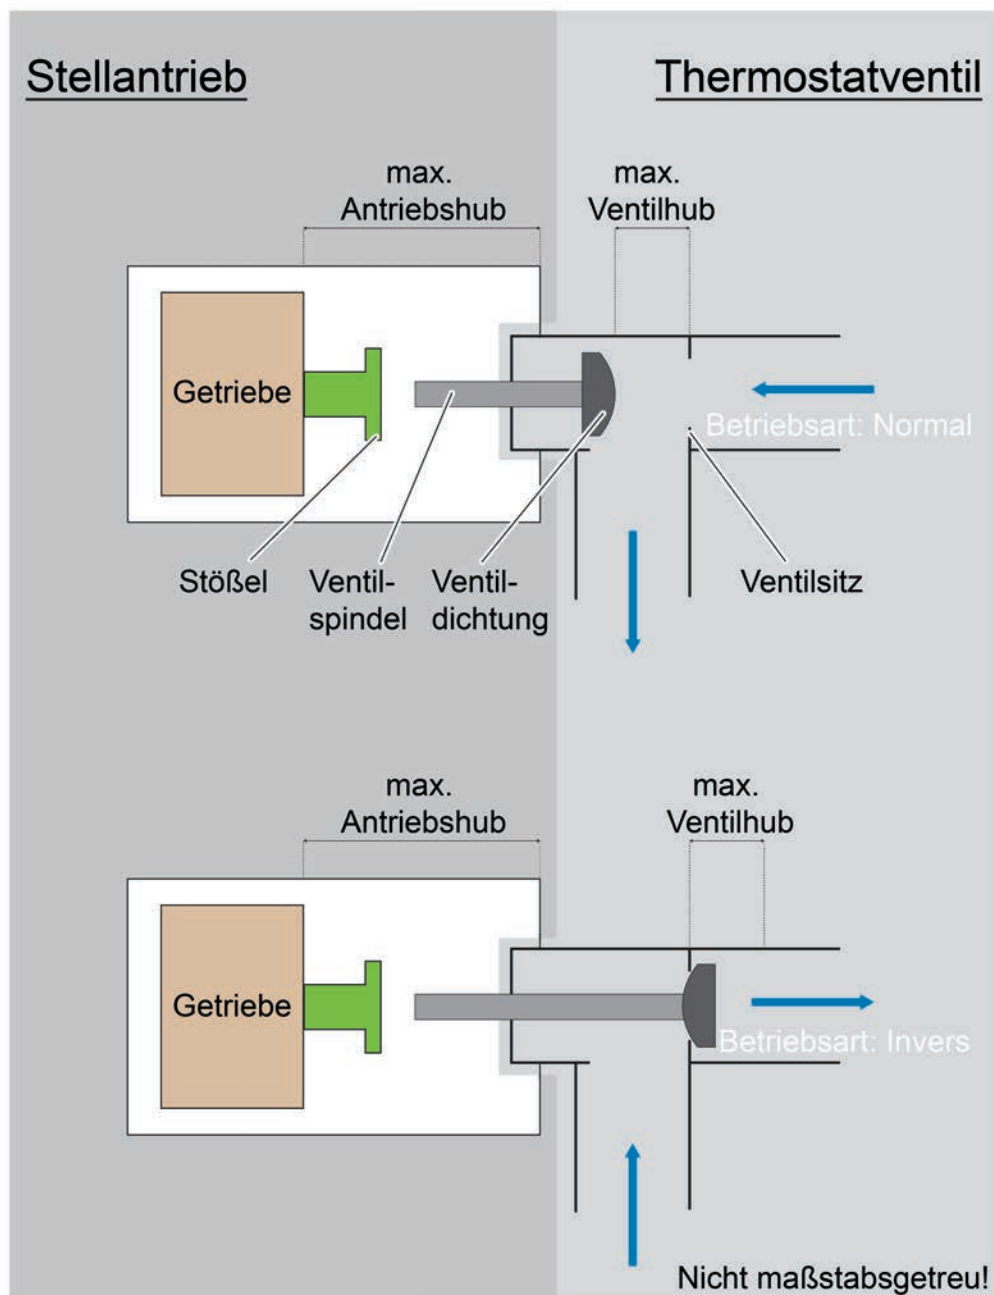 Stellantrieb
Thermostatventil
max.
Antriebshub
max.
Ventilhub
Getriebe
Betriebsart: Normal
Stößel
Ventil-
spindel
Ventil-
dichtung
Ventilsitz
max.
Antriebshub
max.
Ventilhub
Getriebe
Betriebsart: Invers
Nicht maßstabsgetreu!